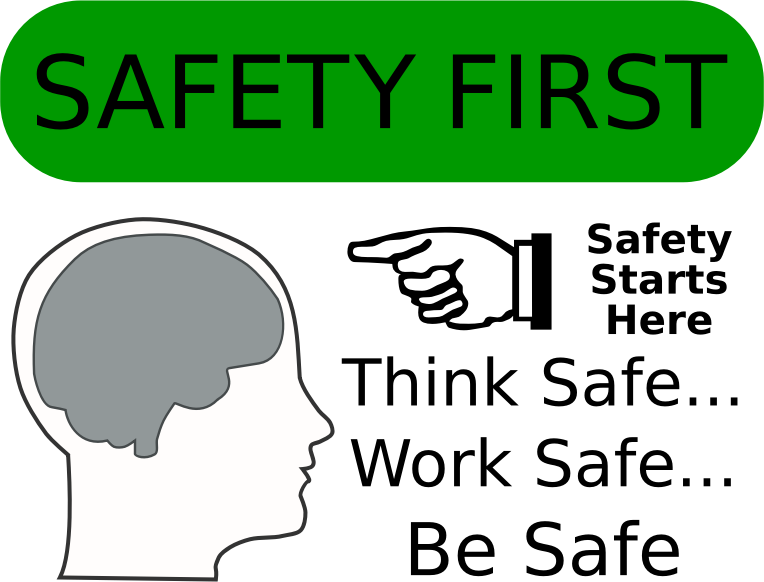 SAFETY FIRST
Safety
Starts
Here
Think Safe...
Work Safe...
Be Safe